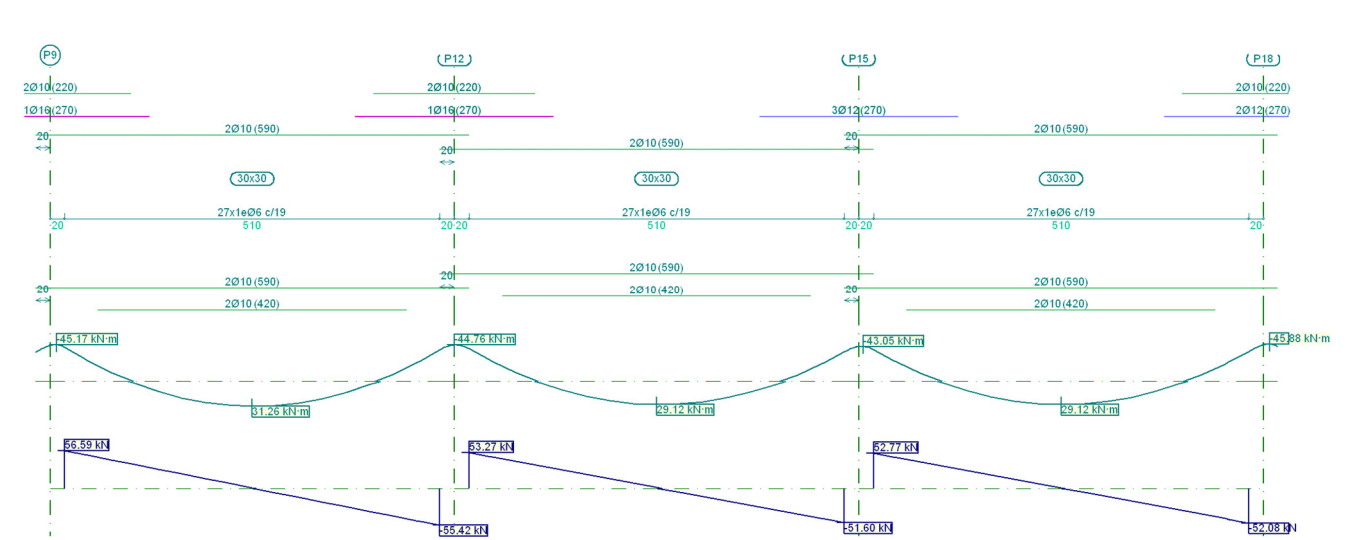 P9 P12 P15 P18
2Ø10(220) 2Ø10(220) 2Ø10(220)
1Ø16(270) 1Ø16(270) 3Ø12(270) 2Ø12(270)
20 2Ø10(590) 20 2Ø10(590)
20 2Ø10(590)
30x30 30x30 30x30
27x1eØ6 c/19 27x1eØ6 c/19 27x1eØ6 c/19
20 510 20 20 510 20 20 510 20
20 2Ø10(590)
2Ø10(590) 2Ø10(590)
20 20
2Ø10(420)
2Ø10(420) 2Ø10(420)
-45.17 kN·m -44.76 kN·m -43.05 kN·m -45.88 kN·m
31.26 kN·m 29.12 kN·m 29.12 kN·m
56.59 kN 53.27 kN 52.77 kN
-55.42 kN -51.60 kN -52.08 kN